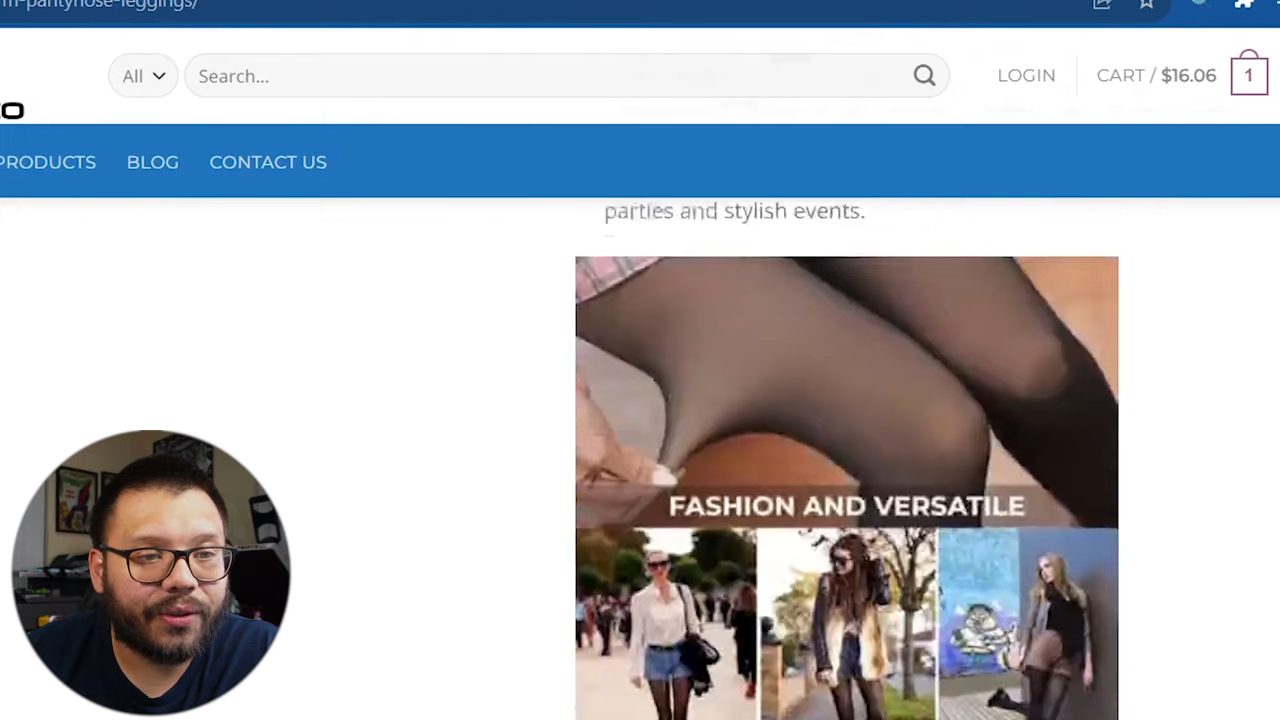 m-pantyhose-leggings/
All
Search...
LOGIN
CART / $16.06
1
PRODUCTS
BLOG
CONTACT US
parties and stylish events.
FASHION AND VERSATILE